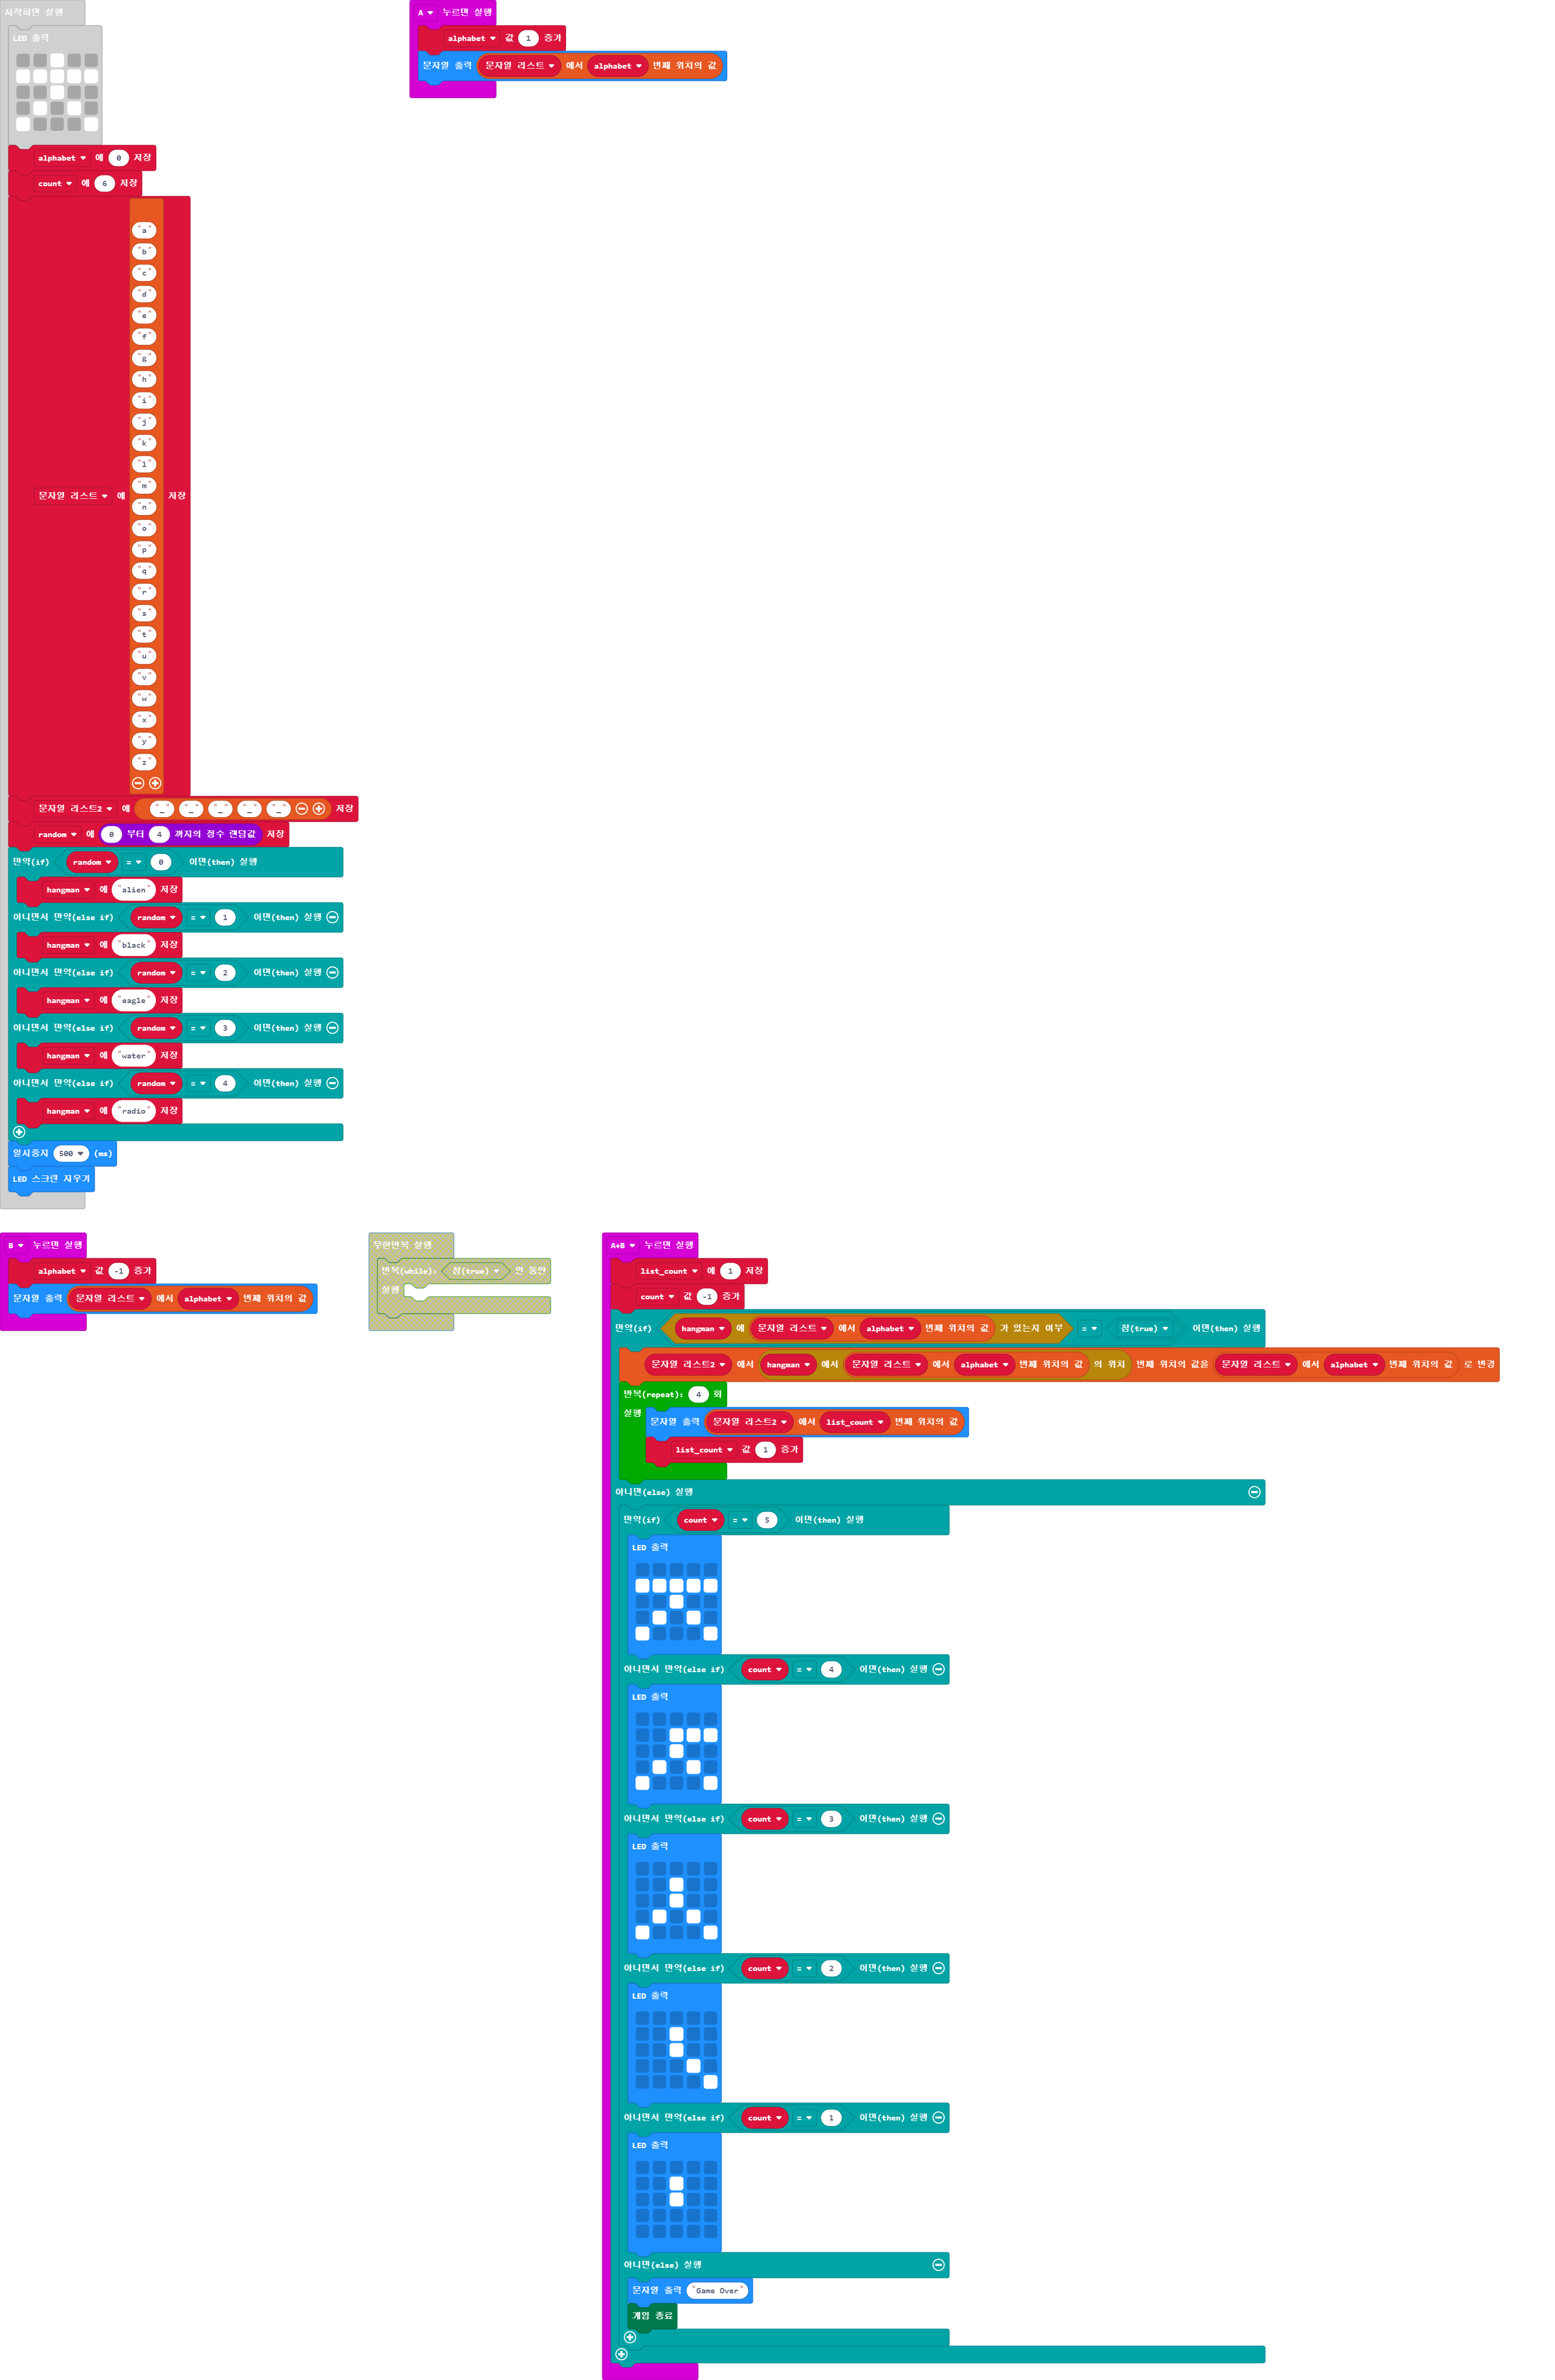 시작하면 실행
LED 출력
alphabet 에 0 저장
count 에 6 저장
"a"
"b"
"c"
"d"
"e"
"f"
"g"
"h"
"i"
"j"
"k"
"l"
"m"
문자열 리스트 에 저장
"n"
"o"
"p"
"q"
"r"
"s"
"t"
"u"
"v"
"w"
"x"
"y"
"z"
문자열 리스트2 에 "_" "_" "_" "_" "_" 저장
random 에 0 부터 4 까지의 정수 랜덤값 저장
만약(if) random = 0 이면(then) 실행
hangman 에 "alien" 저장
아니면서 만약(else if) random = 1 이면(then) 실행
hangman 에 "black" 저장
아니면서 만약(else if) random = 2 이면(then) 실행
hangman 에 "eagle" 저장
아니면서 만약(else if) random = 3 이면(then) 실행
hangman 에 "water" 저장
아니면서 만약(else if) random = 4 이면(then) 실행
hangman 에 "radio" 저장
일시중지 500 (ms)
LED 스크린 지우기
A 누르면 실행
alphabet 값 1 증가
문자열 출력 문자열 리스트 에서 alphabet 번째 위치의 값
B 누르면 실행
alphabet 값 -1 증가
문자열 출력 문자열 리스트 에서 alphabet 번째 위치의 값
무한반복 실행
반복(while): 참(true) 인 동안
실행
A+B 누르면 실행
list_count 에 1 저장
count 값 -1 증가
만약(if) hangman 에 문자열 리스트 에서 alphabet 번째 위치의 값 가 있는지 여부 = 참(true) 이면(then) 실행
문자열 리스트2 에서 hangman 에서 문자열 리스트 에서 alphabet 번째 위치의 값 의 위치 번째 위치의 값을 문자열 리스트 에서 alphabet 번째 위치의 값 로 변경
반복(repeat): 4 회
실행 문자열 출력 문자열 리스트2 에서 list_count 번째 위치의 값
list_count 값 1 증가
아니면(else) 실행
만약(if) count = 5 이면(then) 실행
LED 출력
아니면서 만약(else if) count = 4 이면(then) 실행
LED 출력
아니면서 만약(else if) count = 3 이면(then) 실행
LED 출력
아니면서 만약(else if) count = 2 이면(then) 실행
LED 출력
아니면서 만약(else if) count = 1 이면(then) 실행
LED 출력
아니면(else) 실행
문자열 출력 "Game Over"
게임 종료